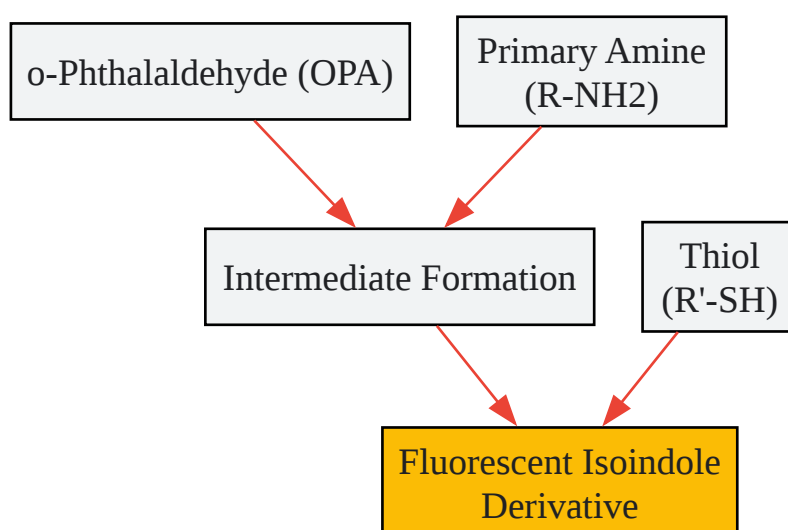 o-Phthalaldehyde (OPA)
Primary Amine
(R-NH2)
Intermediate Formation
Thiol
(R'-SH)
Fluorescent Isoindole
Derivative